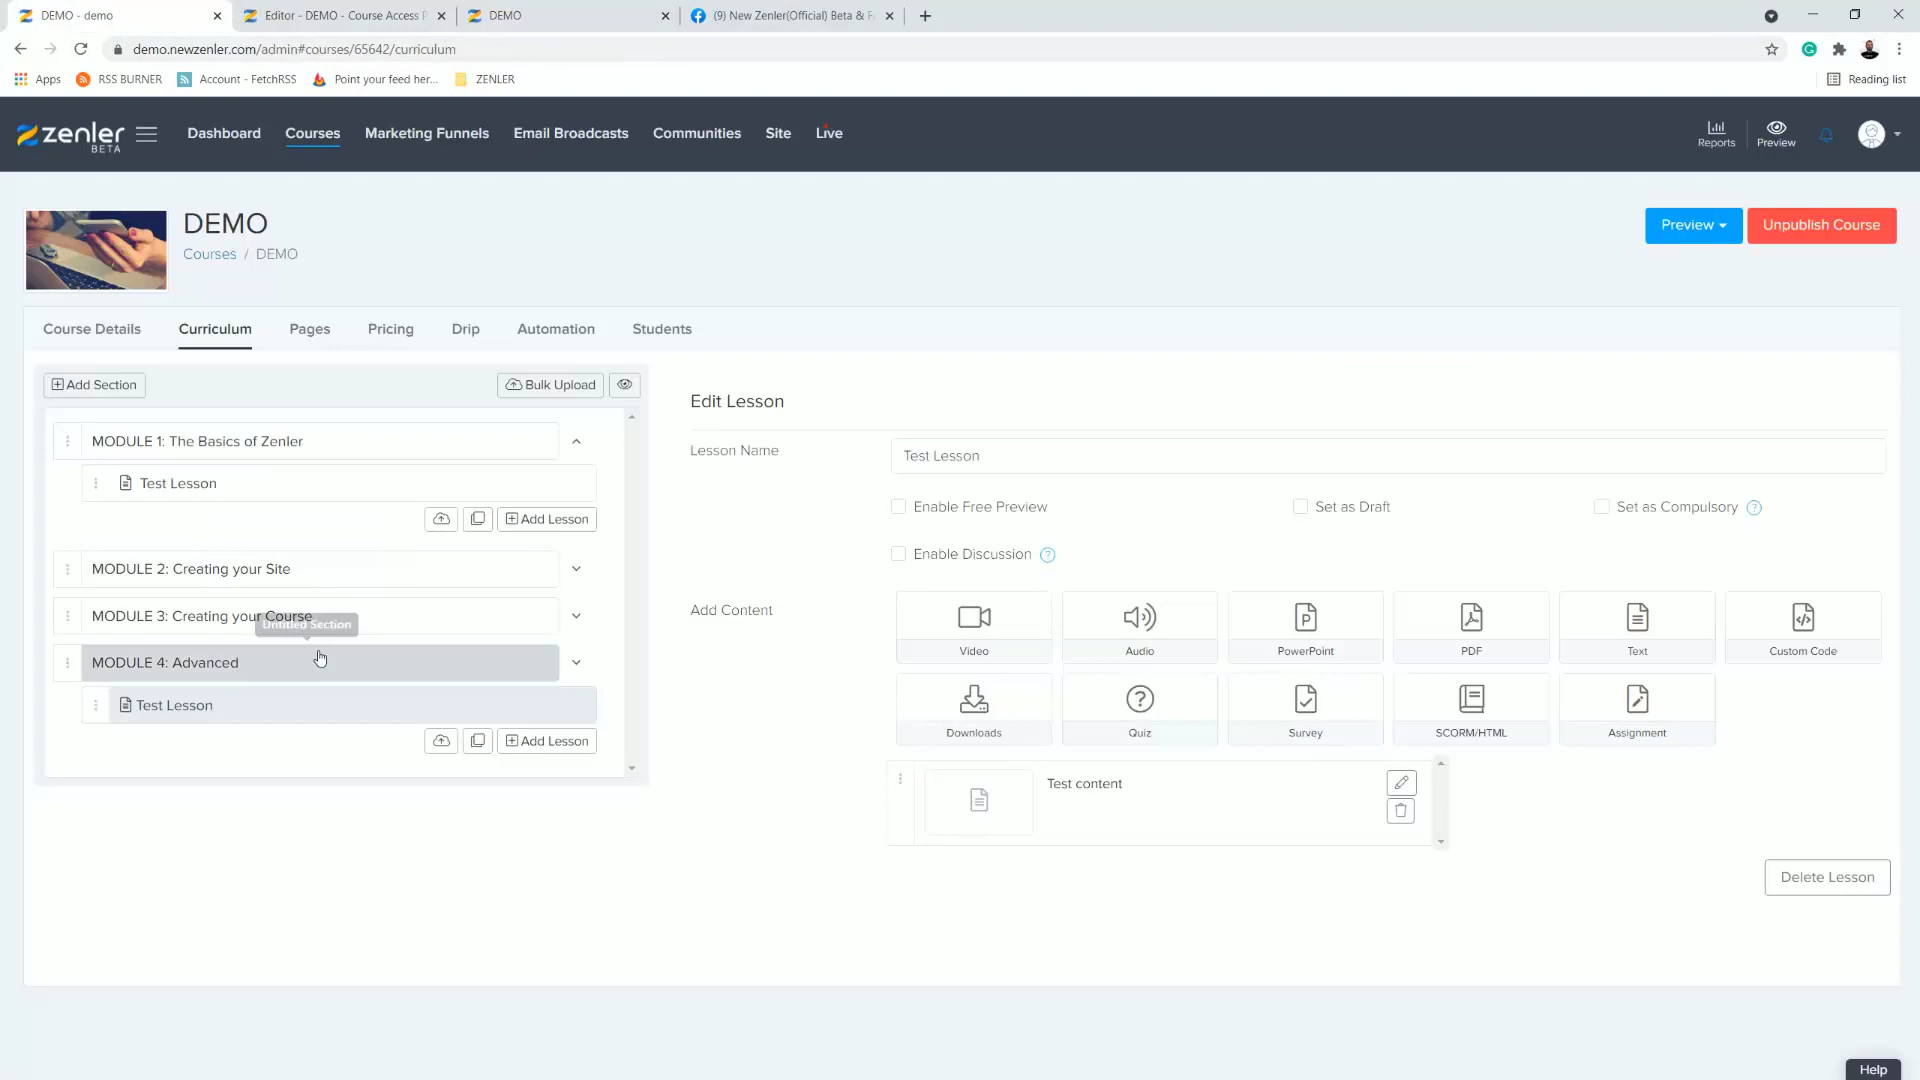 DEMO - demo
Editor - DEMO - Course Access P
DEMO
(9) New Zenler(Official) Beta & F
demo.newzenler.com/admin#courses/65642/curriculum
Apps
RSS BURNER
Account - FetchRSS
Point your feed her...
ZENLER
Reading list
zenler
BETA
Dashboard
Courses
Marketing Funnels
Email Broadcasts
Communities
Site
Live
Reports
Preview
DEMO
Courses / DEMO
Preview
Unpublish Course
Course Details
Curriculum
Pages
Pricing
Drip
Automation
Students
Add Section
Bulk Upload
MODULE 1: The Basics of Zenler
Test Lesson
Add Lesson
MODULE 2: Creating your Site
MODULE 3: Creating your Course
Untitled Section
MODULE 4: Advanced
Test Lesson
Add Lesson
Edit Lesson
Lesson Name
Test Lesson
Enable Free Preview
Set as Draft
Set as Compulsory ?
Enable Discussion ?
Add Content
Video
Audio
PowerPoint
PDF
Text
Custom Code
Downloads
Quiz
Survey
SCORM/HTML
Assignment
Test content
Delete Lesson
Help